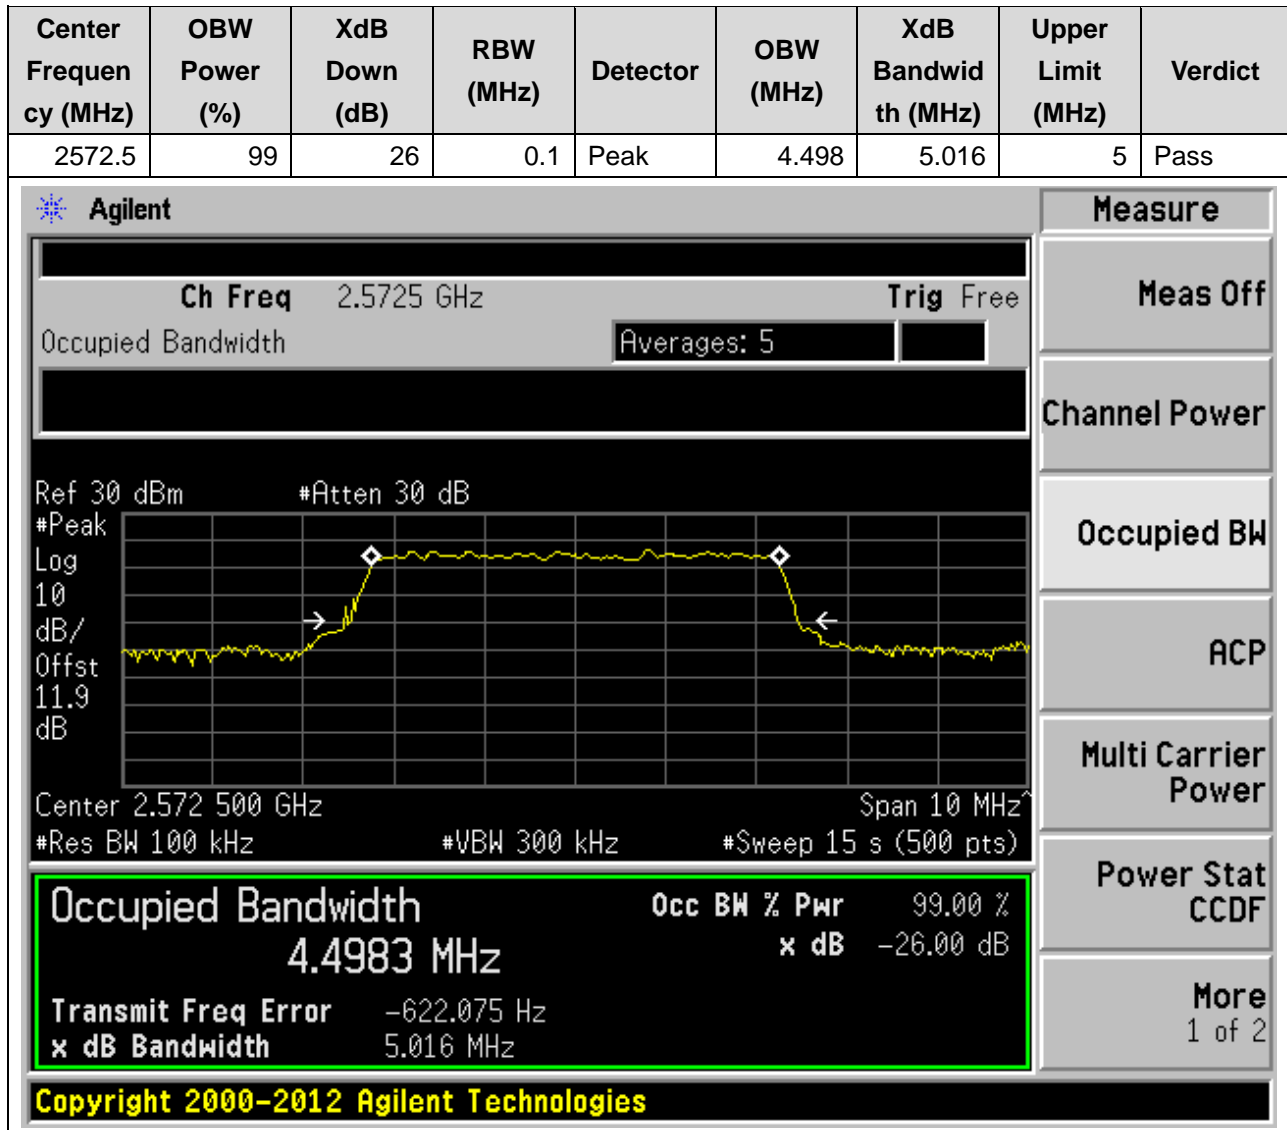 Center Frequency (MHz) OBW Power (%) XdB Down (dB) RBW (MHz) Detector OBW (MHz) XdB Bandwidth (MHz) Upper Limit (MHz) Verdict
2572.5 99 26 0.1 Peak 4.498 5.016 5 Pass
Agilent
Measure
Ch Freq 2.5725 GHz Trig Free
Meas Off
Occupied Bandwidth Averages: 5
Channel Power
Ref 30 dBm #Atten 30 dB
#Peak
Log
10
dB/
Offst
11.9
dB
Occupied BW
ACP
Multi Carrier
Power
Center 2.572 500 GHz Span 10 MHz^
#Res BW 100 kHz #VBW 300 kHz #Sweep 15 s (500 pts)
Power Stat
CCDF
Occupied Bandwidth Occ BW % Pwr 99.00 %
4.4983 MHz x dB -26.00 dB
Transmit Freq Error -622.075 Hz
x dB Bandwidth 5.016 MHz
More
1 of 2
Copyright 2000-2012 Agilent Technologies